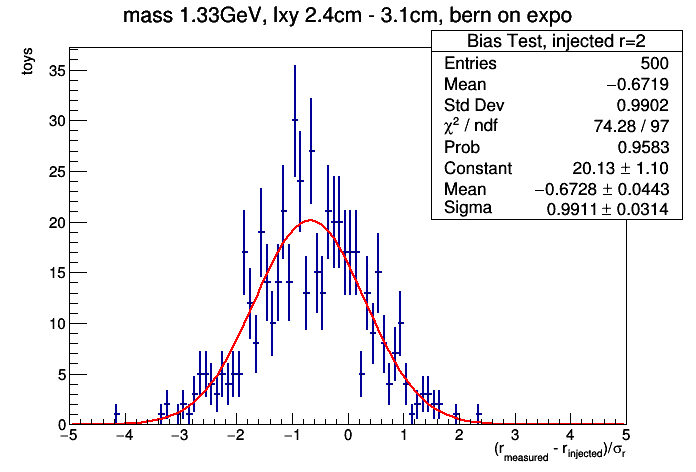 mass 1.33GeV, lxy 2.4cm - 3.1cm, bern on expo
Bias Test, injected r=2
Entries 500
Mean −0.6719
Std Dev 0.9902
χ² / ndf 74.28 / 97
Prob 0.9583
Constant 20.13 ± 1.10
Mean −0.6728 ± 0.0443
Sigma 0.9911 ± 0.0314
toys
35
30
25
20
15
10
5
0
−5 −4 −3 −2 −1 0 1 2 3 4 5
(r_measured - r_injected)/σ_r